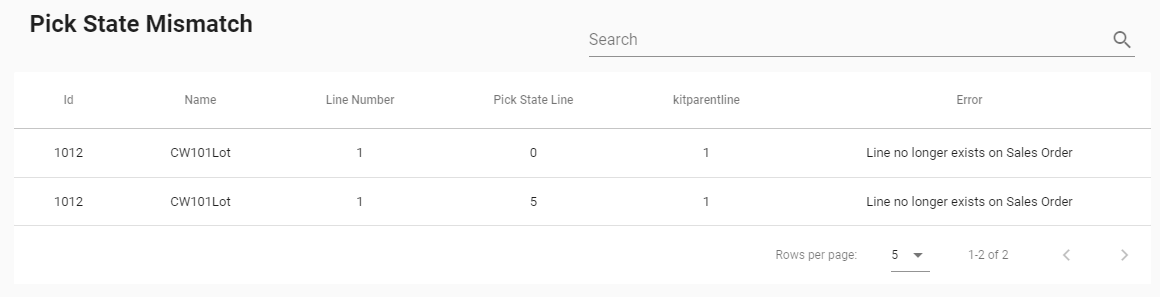 Pick State Mismatch
Search
Id Name Line Number Pick State Line kitparentline Error
1012 CW101Lot 1 0 1 Line no longer exists on Sales Order
1012 CW101Lot 1 5 1 Line no longer exists on Sales Order
Rows per page: 5 1-2 of 2